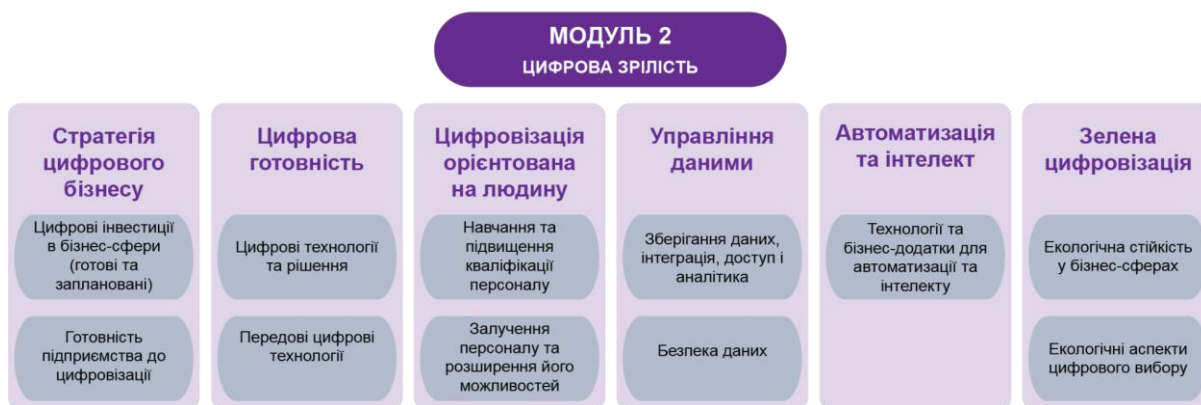 МОДУЛЬ 2
ЦИФРОВА ЗРІЛІСТЬ
Стратегія
цифрового
бізнесу
Цифрові інвестиції
в бізнес-сфери
(готові та
заплановані)
Готовність
підприємства до
цифровізації
Цифрова
готовність
Цифрові технології
та рішення
Передові цифрові
технології
Цифровізація
орієнтована
на людину
Навчання та
підвищення
кваліфікації
персоналу
Залучення
персоналу та
розширення його
можливостей
Управління
даними
Зберігання даних,
інтеграція, доступ і
аналітика
Безпека даних
Автоматизація
та інтелект
Технології та
бізнес-додатки для
автоматизації та
інтелекту
Зелена
цифровізація
Екологічна стійкість
у бізнес-сферах
Екологічні аспекти
цифрового вибору